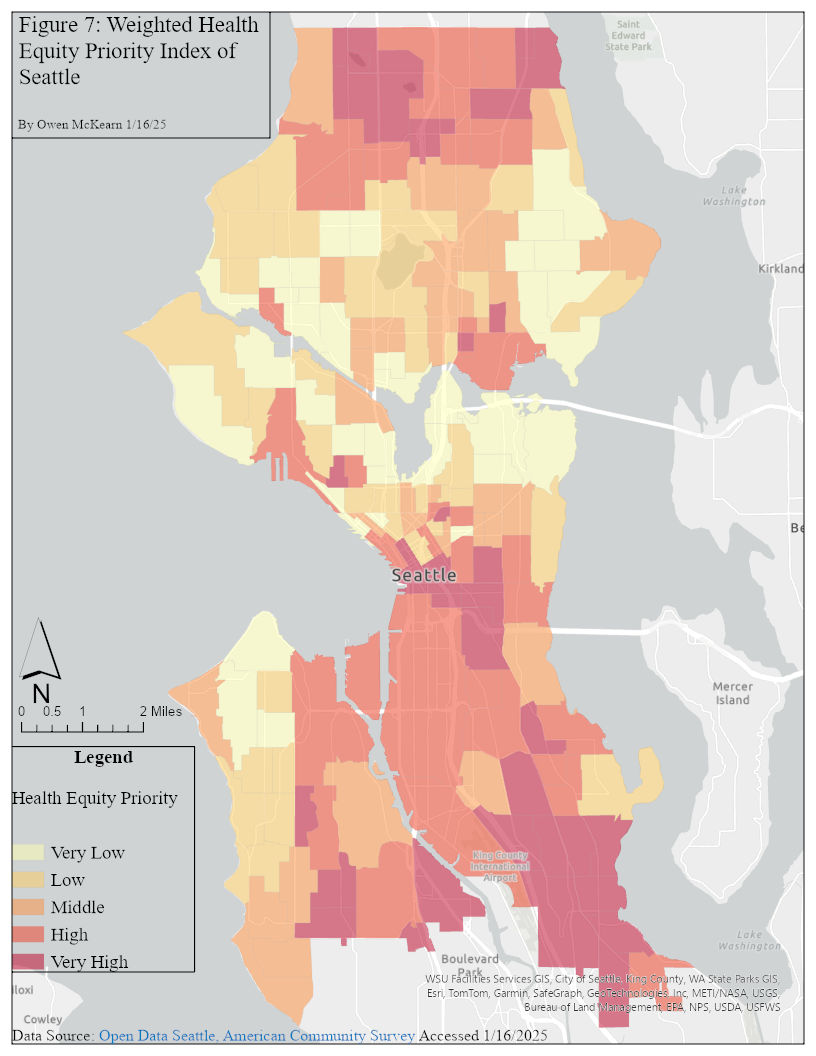 Figure 7: Weighted Health
Equity Priority Index of
Seattle
By Owen McKearn 1/16/25
Saint
Edward
State Park
Lake
Washington
Kirkland
Be
Seattle
Mercer
Island
N
0 0.5 1 2 Miles
Legend
Health Equity Priority
Very Low
Low
Middle
High
Very High
King County
International
Airport
Lake
Washington
Boulevard
Park
WSU Facilities Services GIS, City of Seattle, King County, WA State Parks GIS,
Esri, TomTom, Garmin, SafeGraph, GeoTechnologies, Inc, METI/NASA, USGS,
Bureau of Land Management, EPA, NPS, USDA, USFWS
iloxi
Cowley
Data Source: Open Data Seattle, American Community Survey Accessed 1/16/2025